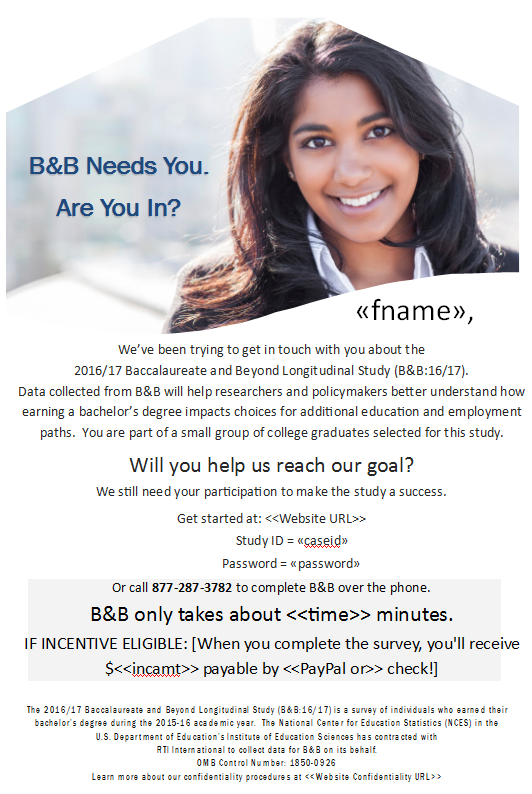 B&B Needs You.
Are You In?
«fname»,
We've been trying to get in touch with you about the
2016/17 Baccalaureate and Beyond Longitudinal Study (B&B:16/17).
Data collected from B&B will help researchers and policymakers better understand how
earning a bachelor's degree impacts choices for additional education and employment
paths.  You are part of a small group of college graduates selected for this study.
Will you help us reach our goal?
We still need your participation to make the study a success.
Get started at: <<Website URL>>
Study ID = «caseid»
Password = «password»
Or call 877-287-3782 to complete B&B over the phone.
B&B only takes about <<time>> minutes.
IF INCENTIVE ELIGIBLE: [When you complete the survey, you'll receive
$<<incamt>> payable by <<PayPal or>> check!]
The 2016/17 Baccalaureate and Beyond Longitudinal Study (B&B:16/17) is a survey of individuals who earned their
bachelor's degree during the 2015-16 academic year.  The National Center for Education Statistics (NCES) in the
U.S. Department of Education's Institute of Education Sciences has contracted with
RTI International to collect data for B&B on its behalf.
OMB Control Number: 1850-0926
Learn more about our confidentiality procedures at <<Website Confidentiality URL>>